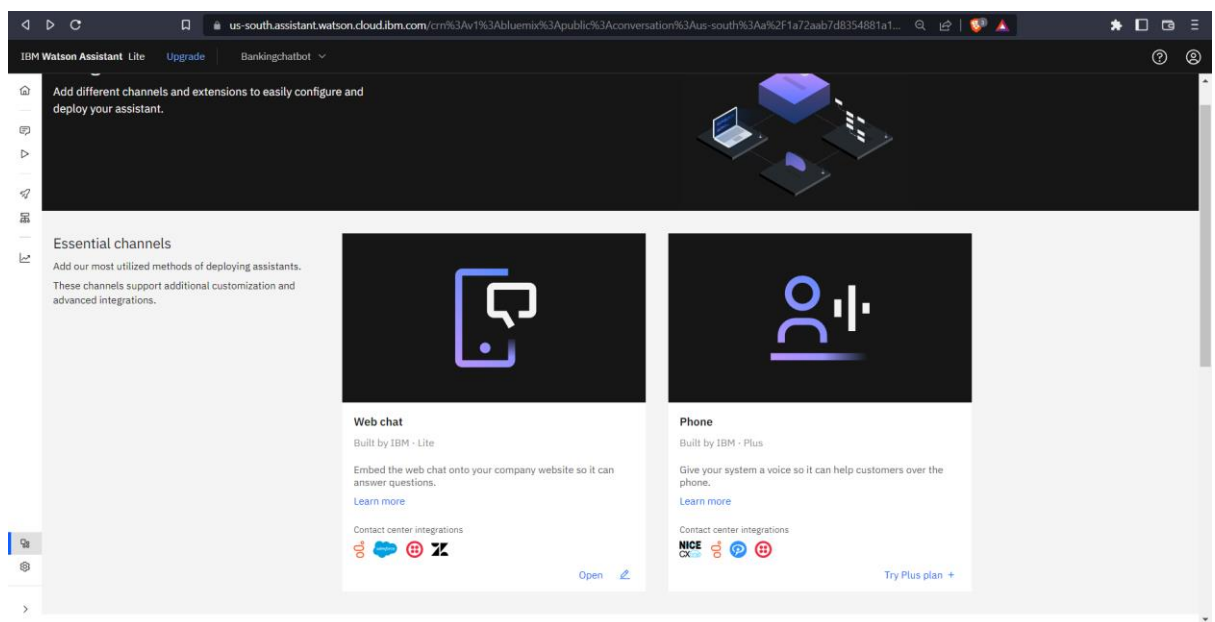 us-south.assistant.watson.cloud.ibm.com/crn%3Av1%3Abluemix%3Apublic%3Aconversation%3Aus-south%3Aa%2F1a72aab7d8354881a1...
IBM Watson Assistant Lite Upgrade Bankingchatbot
Add different channels and extensions to easily configure and
deploy your assistant.
Essential channels
Add our most utilized methods of deploying assistants.
These channels support additional customization and
advanced integrations.
Web chat
Built by IBM · Lite
Embed the web chat onto your company website so it can
answer questions.
Learn more
Contact center integrations
Open
Phone
Built by IBM · Plus
Give your system a voice so it can help customers over the
phone.
Learn more
Contact center integrations
NICE
CXone
Try Plus plan +